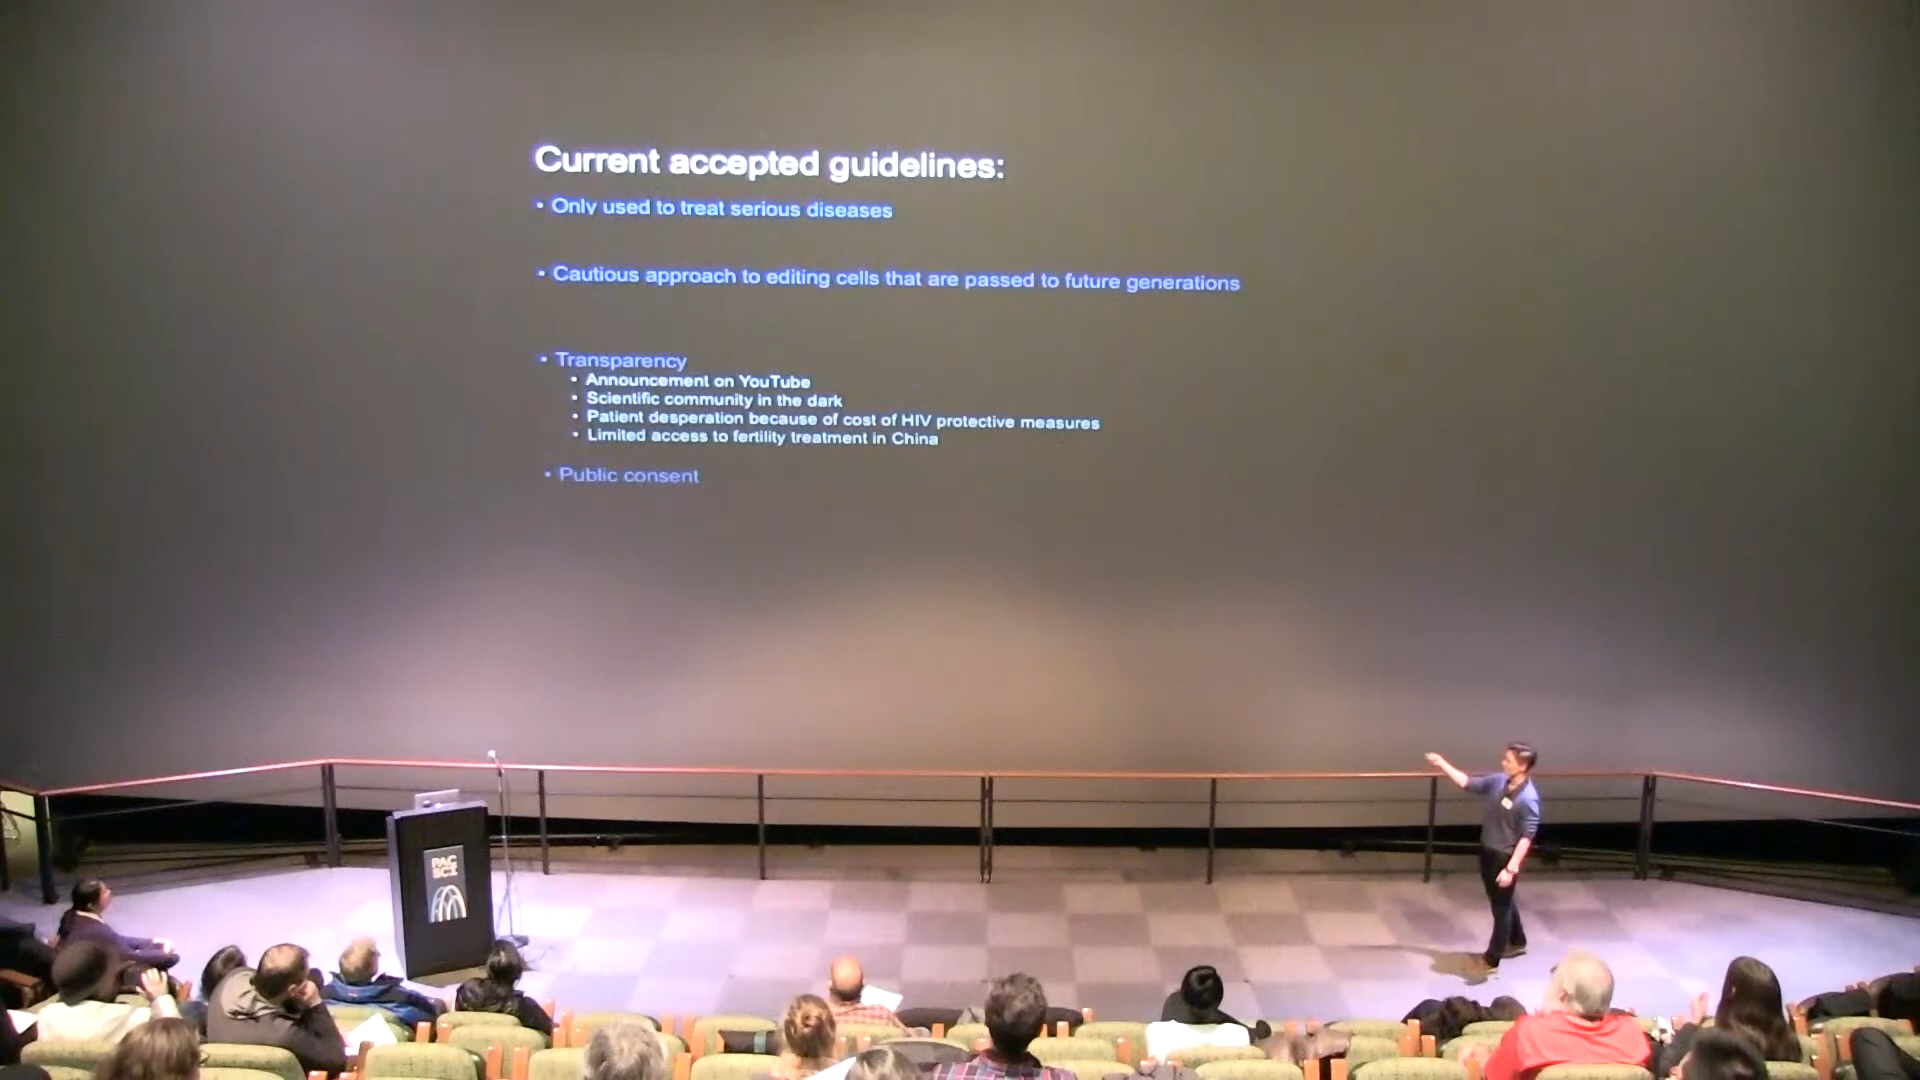 Current accepted guidelines:
• Only used to treat serious diseases
• Cautious approach to editing cells that are passed to future generations
• Transparency
• Announcement on YouTube
• Scientific community in the dark
• Patient desperation because of cost of HIV protective measures
• Limited access to fertility treatment in China
• Public consent
PAC
SCI